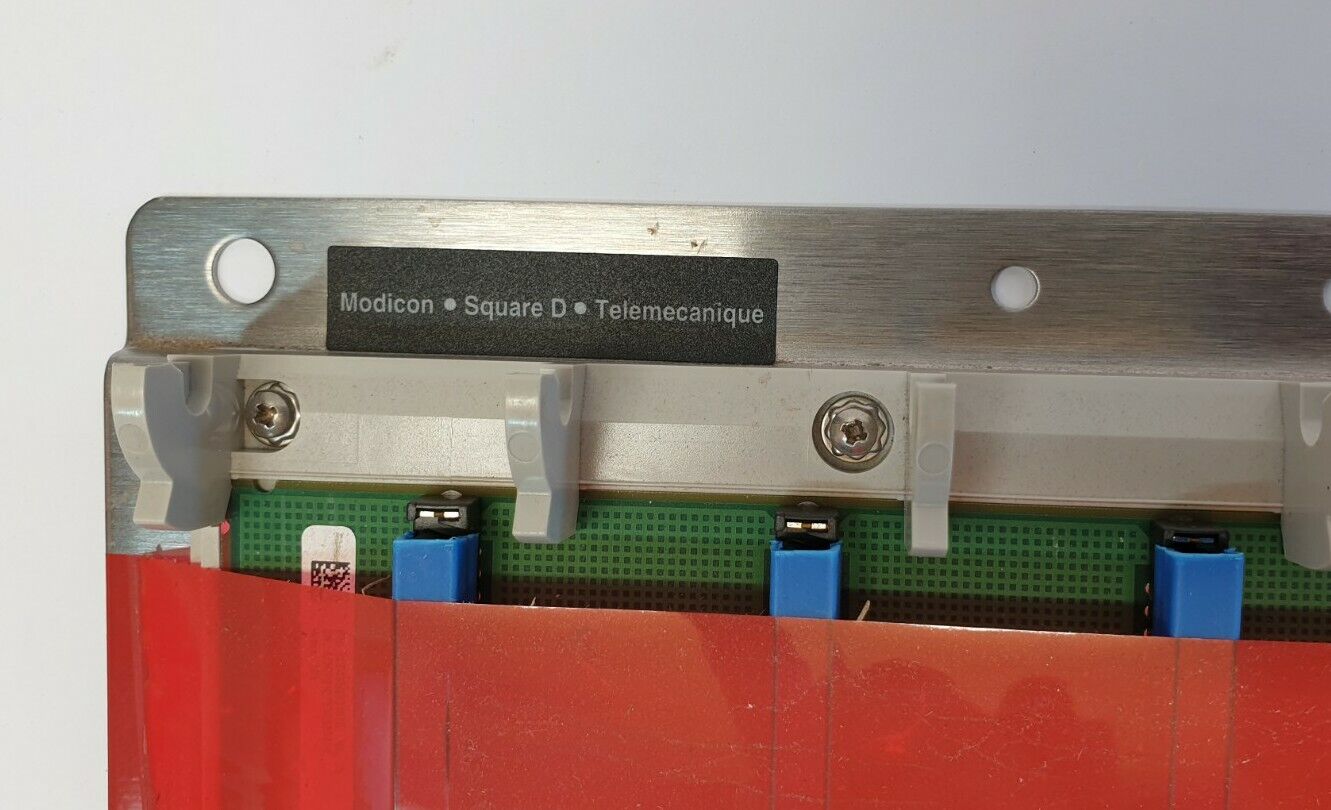 Modicon • Square D • Telemecanique